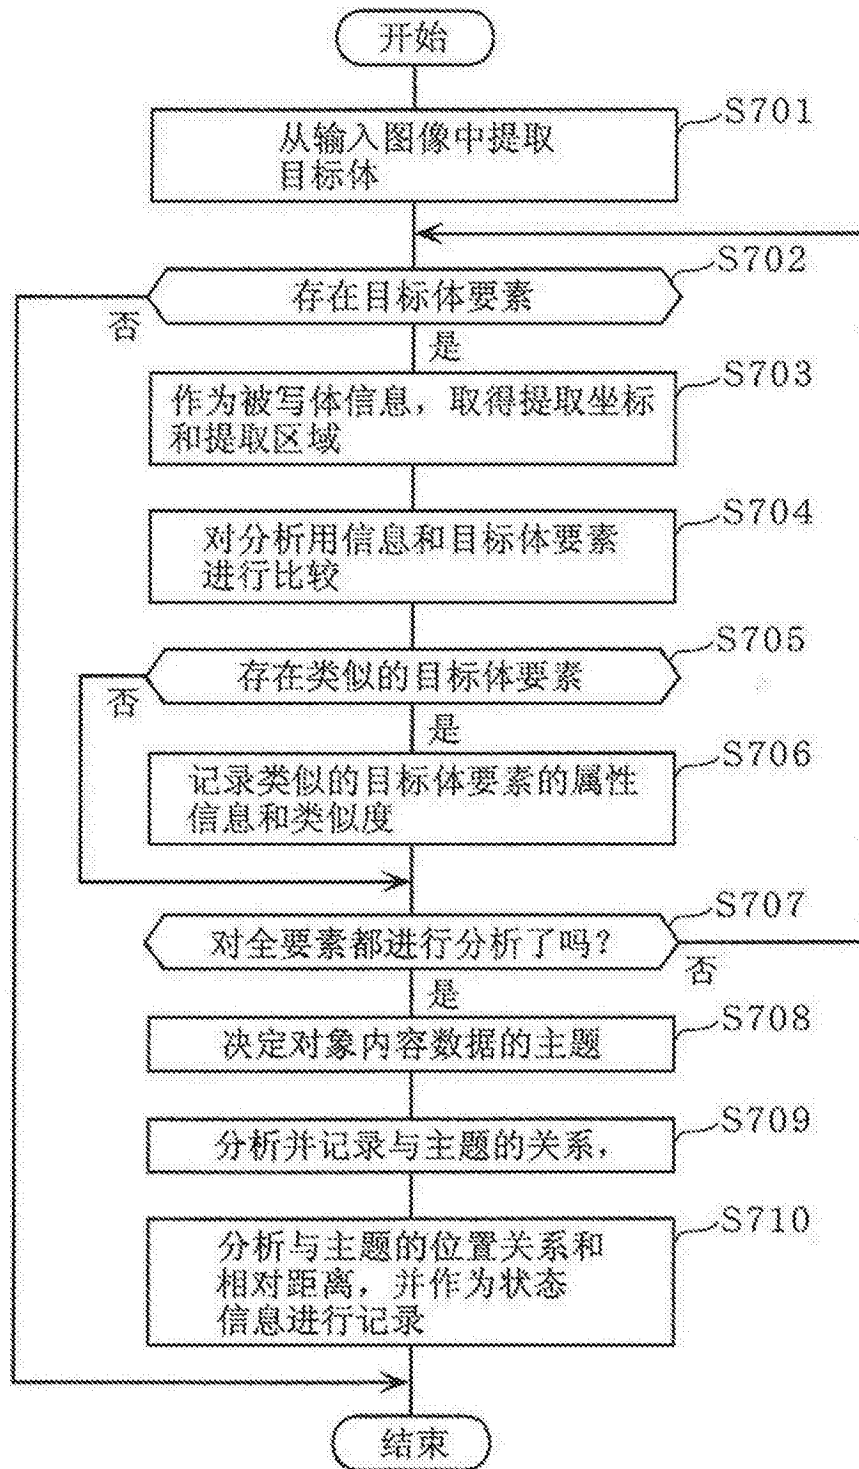 开始
S701
从输入图像中提取
目标体
S702
存在目标体要素
否
是
S703
作为被写体信息，取得提取坐标
和提取区域
S704
对分析用信息和目标体要素
进行比较
S705
存在类似的目标体要素
否
是
S706
记录类似的目标体要素的属性
信息和类似度
S707
对全要素都进行分析了吗？
否
是
S708
决定对象内容数据的主题
S709
分析并记录与主题的关系，
S710
分析与主题的位置关系和
相对距离，并作为状态
信息进行记录
结束